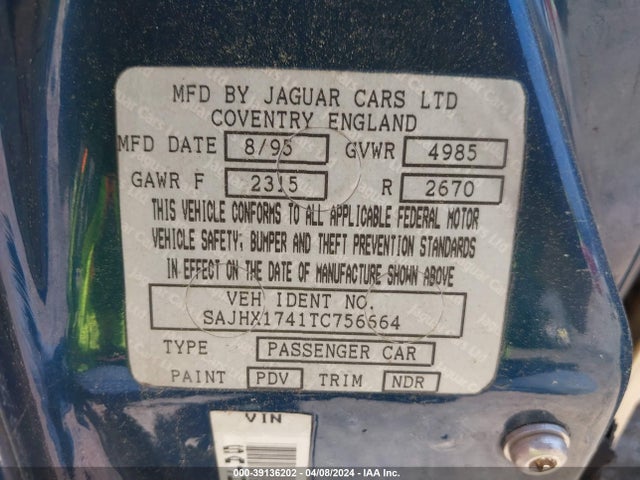 MFD BY JAGUAR CARS LTD
COVENTRY ENGLAND
MFD DATE 8/95 GVWR 4985
GAWR F 2315 R 2670
THIS VEHICLE CONFORMS TO ALL APPLICABLE FEDERAL MOTOR
VEHICLE SAFETY, BUMPER AND THEFT PREVENTION STANDARDS
IN EFFECT ON THE DATE OF MANUFACTURE SHOWN ABOVE
VEH IDENT NO.
SAJHX1741TC756664
TYPE PASSENGER CAR
PAINT PDV TRIM NDR
VIN
000-39136202 - 04/08/2024 - IAA Inc.